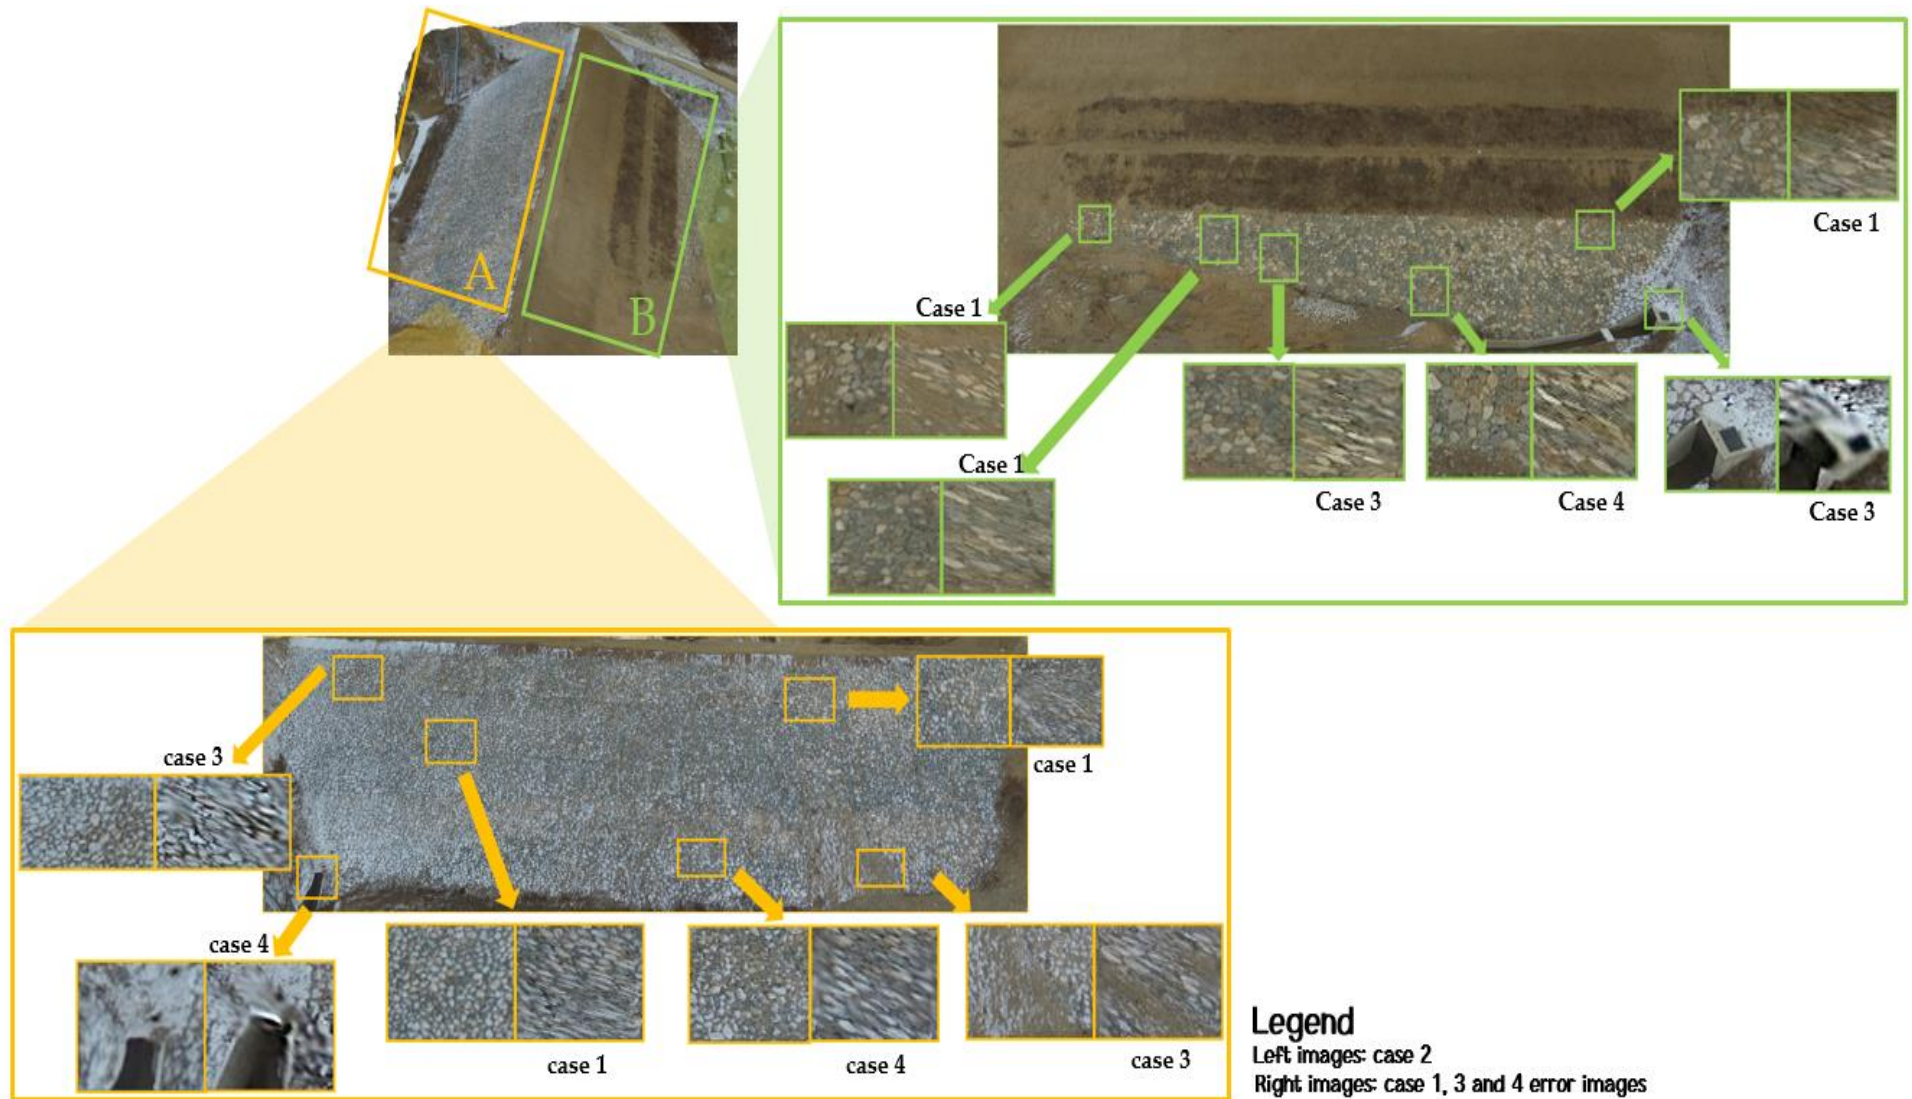 A
B
Case 1
Case 1
Case 1
Case 3
Case 4
Case 3
case 3
case 1
case 4
case 1
case 4
case 3
Legend
Left images: case 2
Right images: case 1, 3 and 4 error images